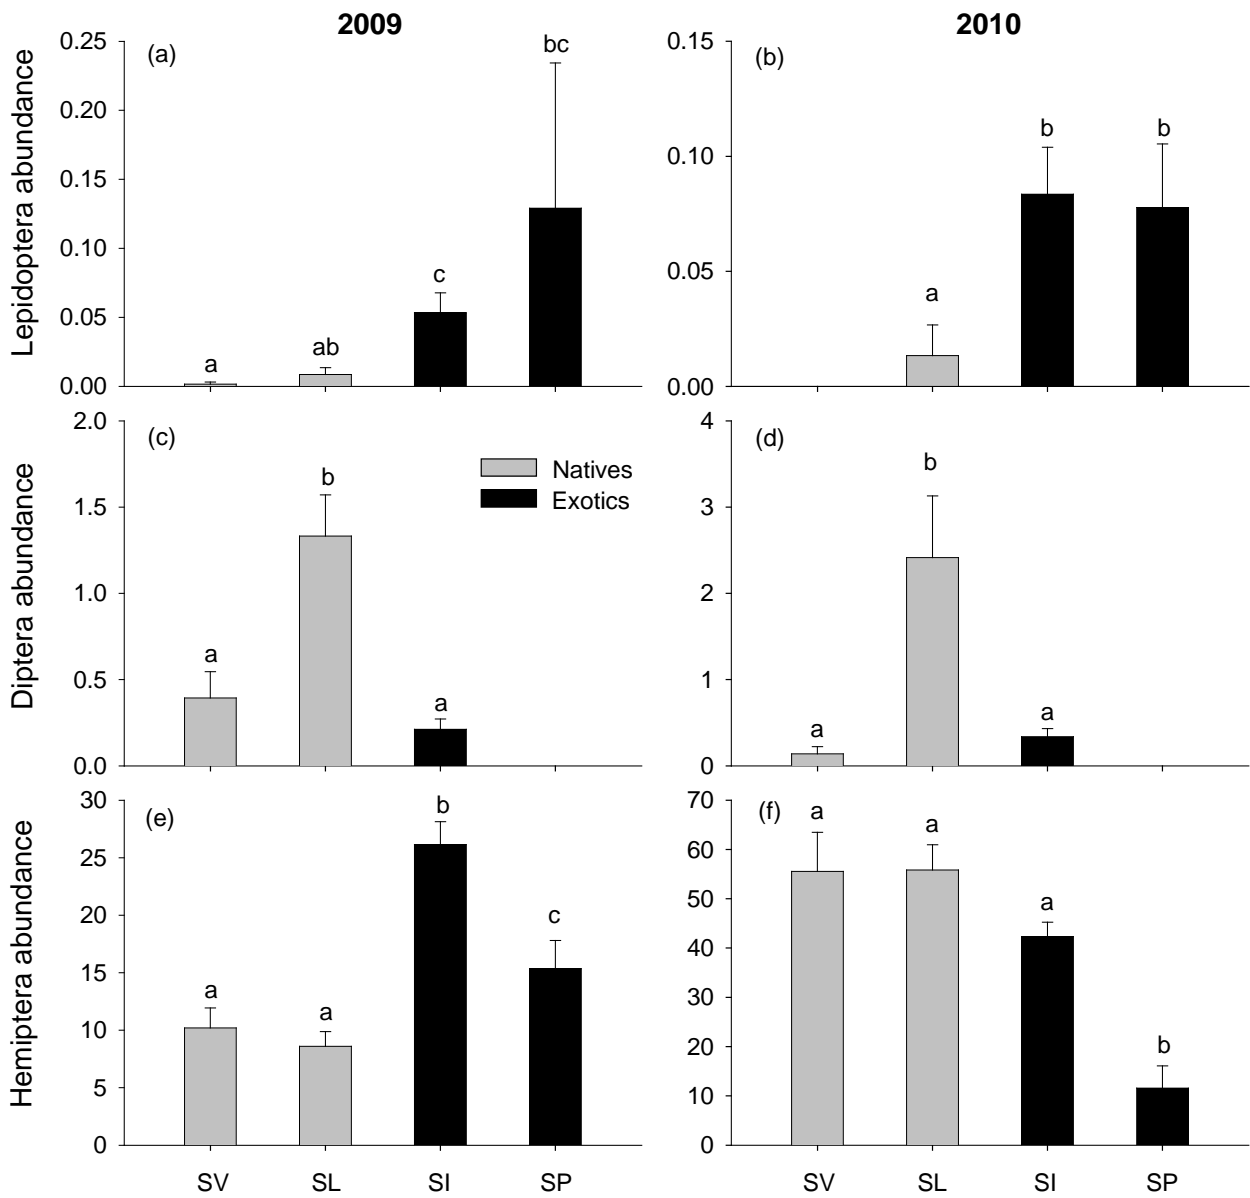 2009
2010
Lepidoptera abundance
0.25
0.20
0.15
0.10
0.05
0.00
(a)
a
ab
c
bc
0.15
0.10
0.05
0.00
(b)
a
b
b
Diptera abundance
2.0
1.5
1.0
0.5
0.0
(c)
a
b
a
Natives
Exotics
4
3
2
1
0
(d)
a
b
a
Hemiptera abundance
30
25
20
15
10
5
0
(e)
a
a
b
c
SV SL SI SP
70
60
50
40
30
20
10
0
(f)
a
a
a
b
SV SL SI SP